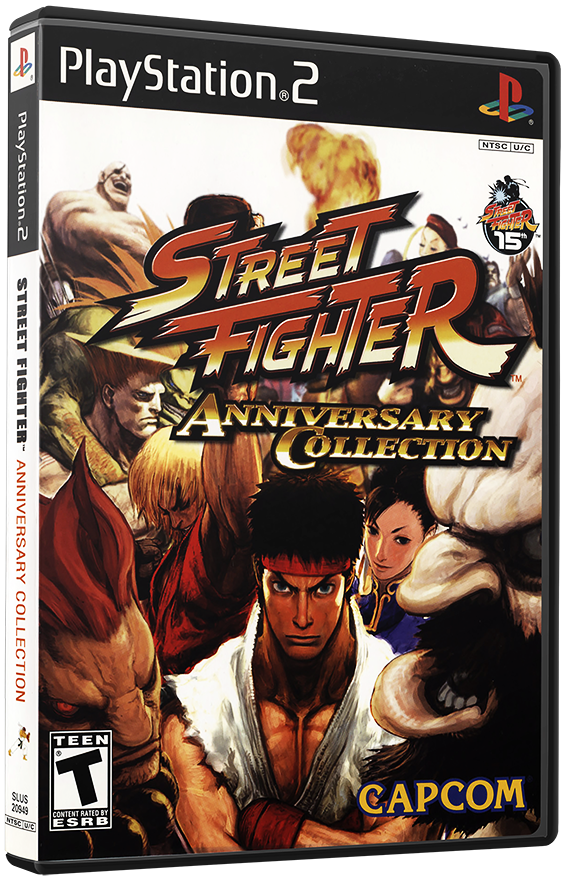 PlayStation®2
NTSC U/C
STREET
FIGHTER
15th
STREET
FIGHTER™
ANNIVERSARY
COLLECTION
TEEN
T
CONTENT RATED BY
ESRB
CAPCOM
PlayStation®2
STREET FIGHTER™ ANNIVERSARY COLLECTION
SLUS
20949
NTSC U/C